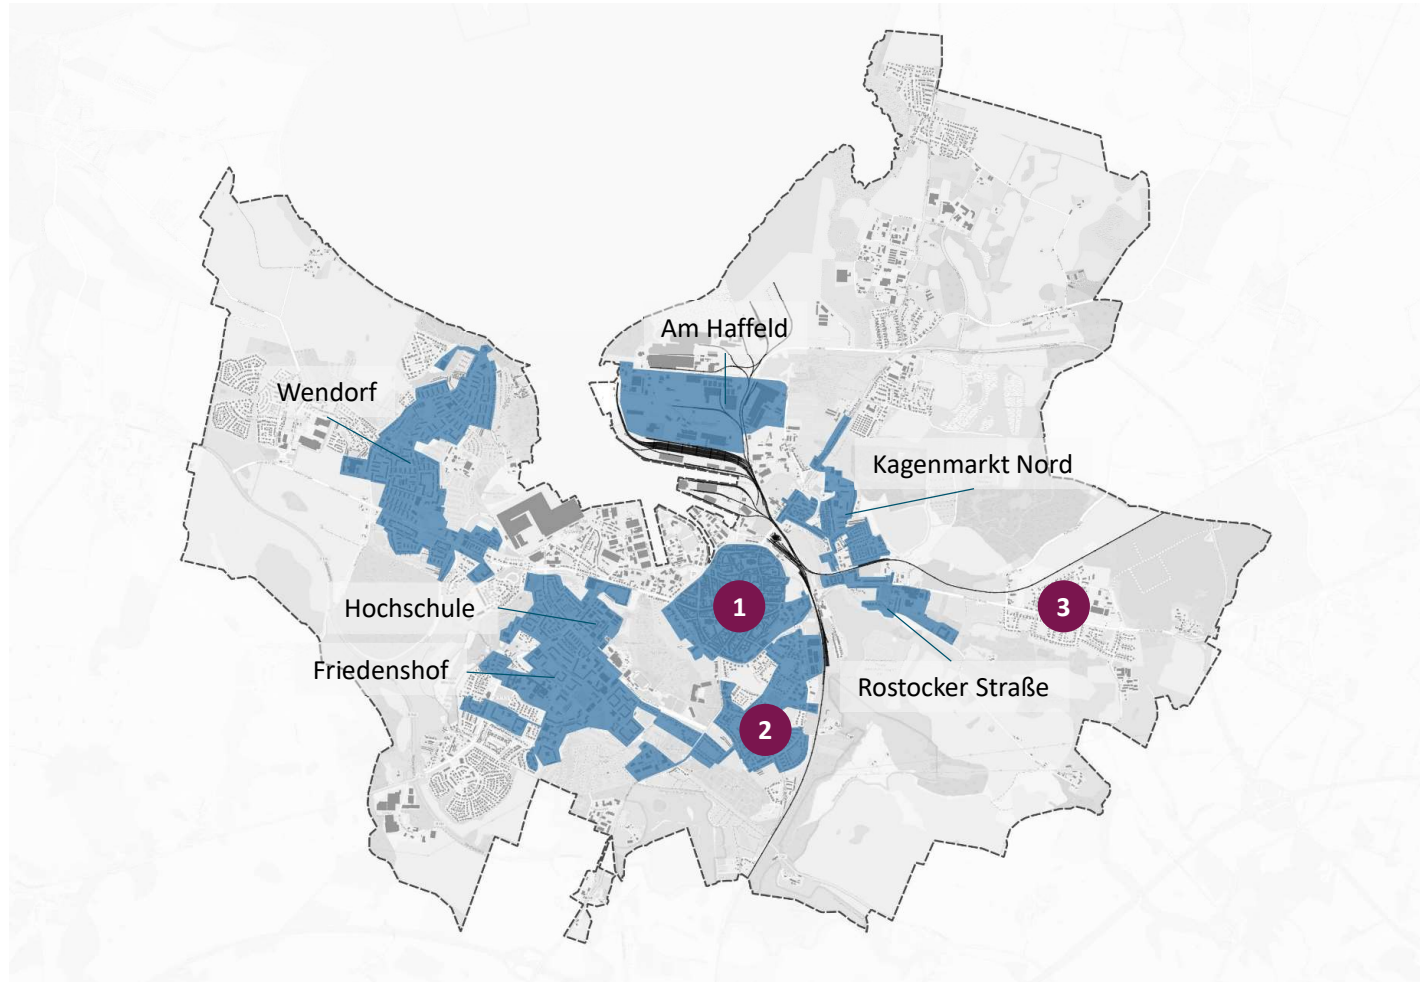 Am Haffeld
Wendorf
Kagenmarkt Nord
Hochschule
1
3
Friedenshof
Rostocker Straße
2